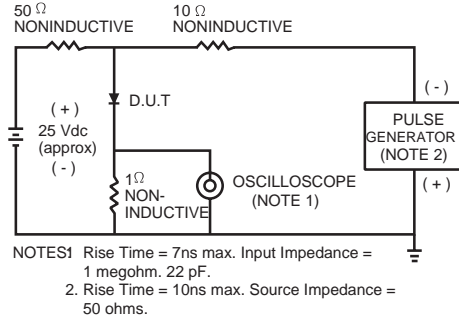 50 Ω
NONINDUCTIVE
10 Ω
NONINDUCTIVE
( + )
25 Vdc
(approx)
( - )
D.U.T
1Ω
NON-
INDUCTIVE
OSCILLOSCOPE
(NOTE 1)
( - )
PULSE
GENERATOR
(NOTE 2)
( + )
NOTES1 Rise Time = 7ns max. Input Impedance =
1 megohm. 22 pF.
2. Rise Time = 10ns max. Source Impedance =
50 ohms.